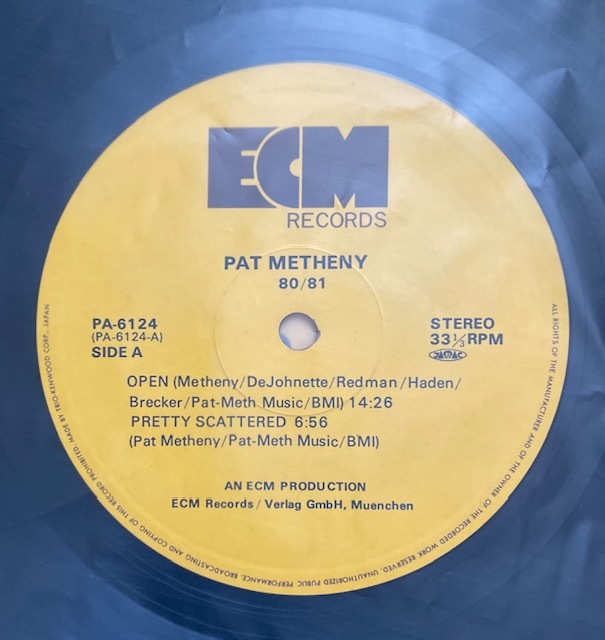 ECM
RECORDS
PAT METHENY
80/81
PA-6124
(PA-6124-A)
SIDE A
STEREO
33 1/3 RPM
JASRAC
OPEN (Metheny/DeJohnette/Redman/Haden/
Brecker/Pat-Meth Music/BMI) 14:26
PRETTY SCATTERED 6:56
(Pat Metheny/Pat-Meth Music/BMI)
AN ECM PRODUCTION
ECM Records / Verlag GmbH, Muenchen
ALL RIGHTS OF THE MANUFACTURER AND OF THE OWNER OF THE RECORDED WORK RESERVED. UNAUTHORIZED PUBLIC PERFORMANCE, BROADCASTING AND COPYING OF THIS RECORD PROHIBITED. MADE BY TRIO-KENWOOD CORP., JAPAN